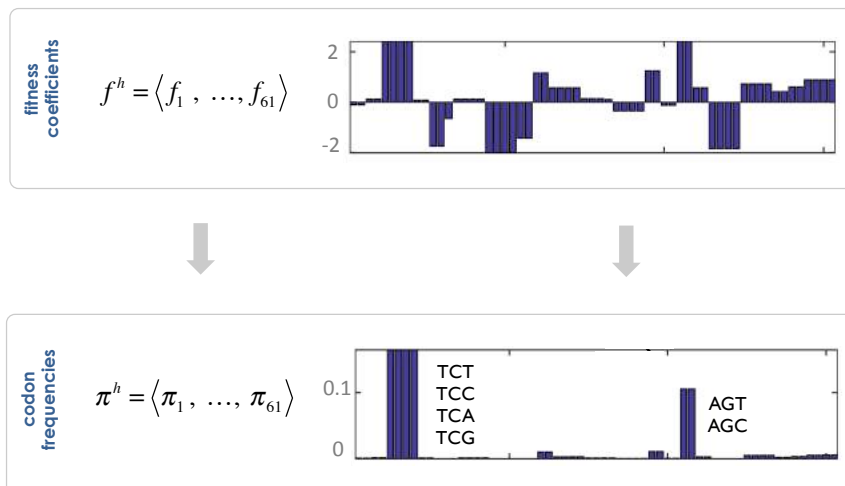 fitness
coefficients
f^h = ⟨f_1 , …, f_61⟩
2
0
-2
codon
frequencies
π^h = ⟨π_1 , …, π_61⟩
0.1
0
TCT
TCC
TCA
TCG
AGT
AGC